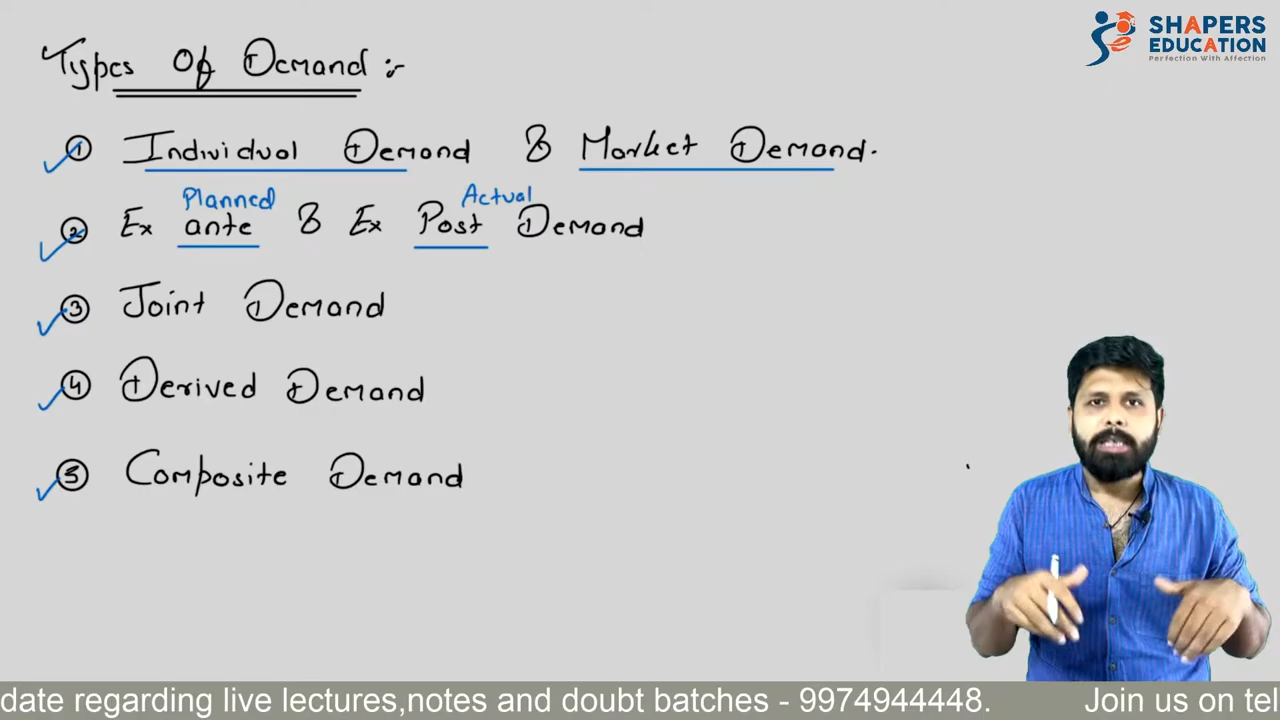 Types Of Demand :-
SHAPERS
EDUCATION
Perfection With Affection
① Individual Demand & Market Demand.
Planned Actual
② Ex ante & Ex Post Demand
③ Joint Demand
④ Derived Demand
⑤ Composite Demand
date regarding live lectures,notes and doubt batches - 9974944448. Join us on tel